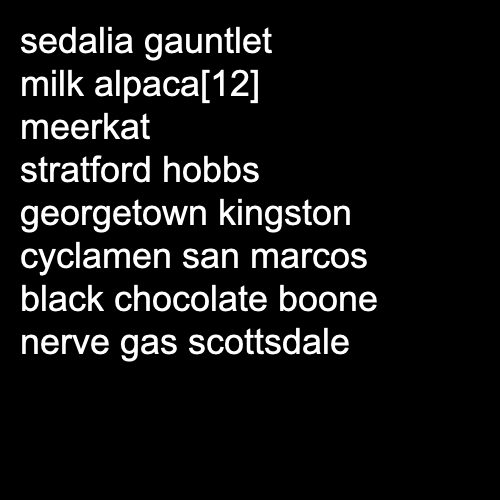 sedalia gauntlet
milk alpaca[12]
meerkat
stratford hobbs
georgetown kingston
cyclamen san marcos
black chocolate boone
nerve gas scottsdale